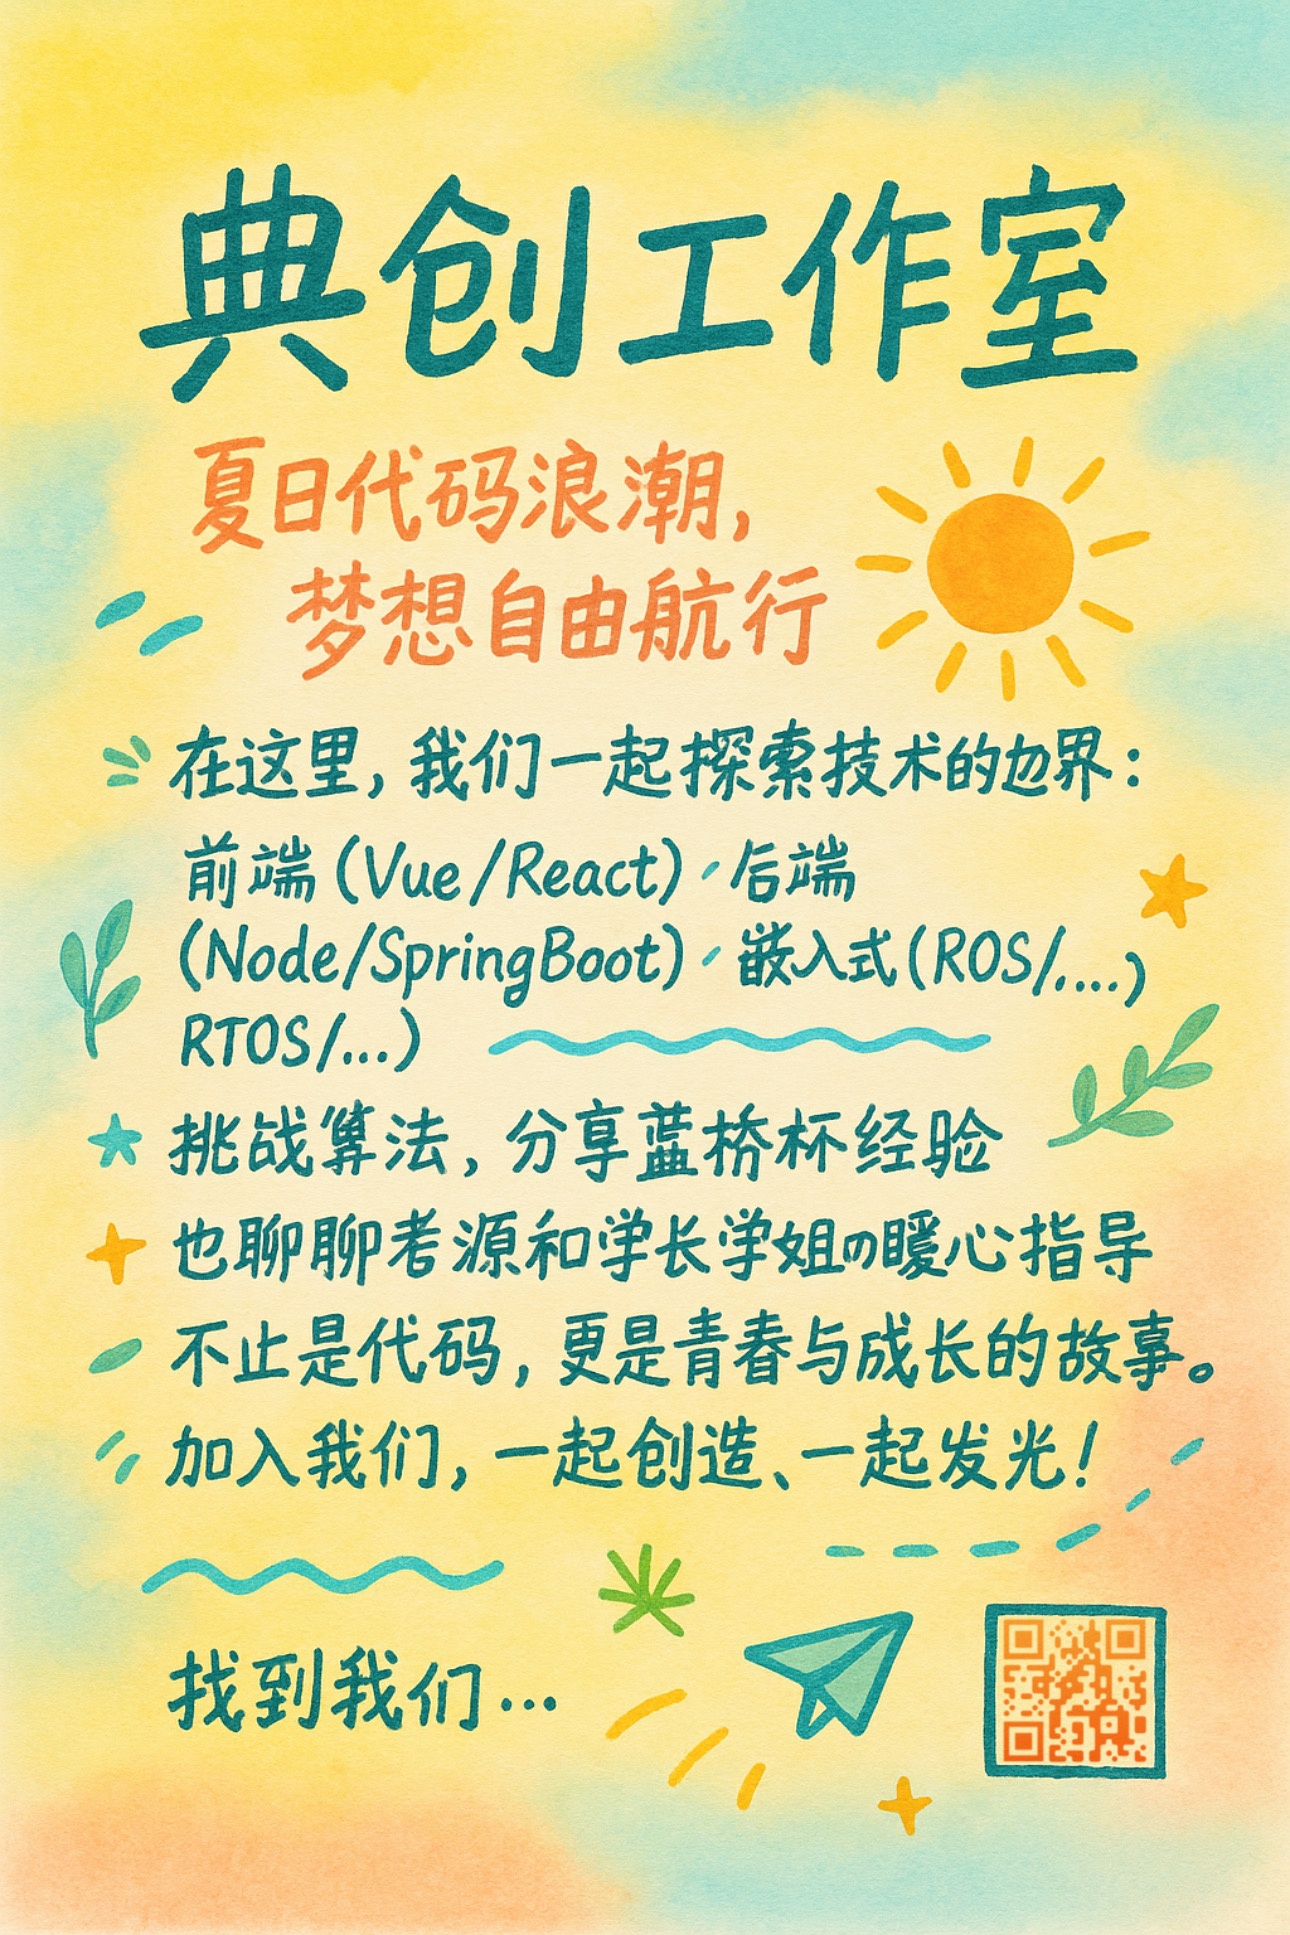 典创工作室
夏日代码浪潮,
梦想自由航行
在这里,我们一起探索技术的边界:
前端(Vue/React)·后端
(Node/SpringBoot)·嵌入式(ROS/....)
RTOS/...)
挑战算法,分享蓝桥杯经验
也聊聊考源和学长学姐の暖心指导
不止是代码,更是青春与成长的故事。
加入我们,一起创造、一起发光!
找到我们...